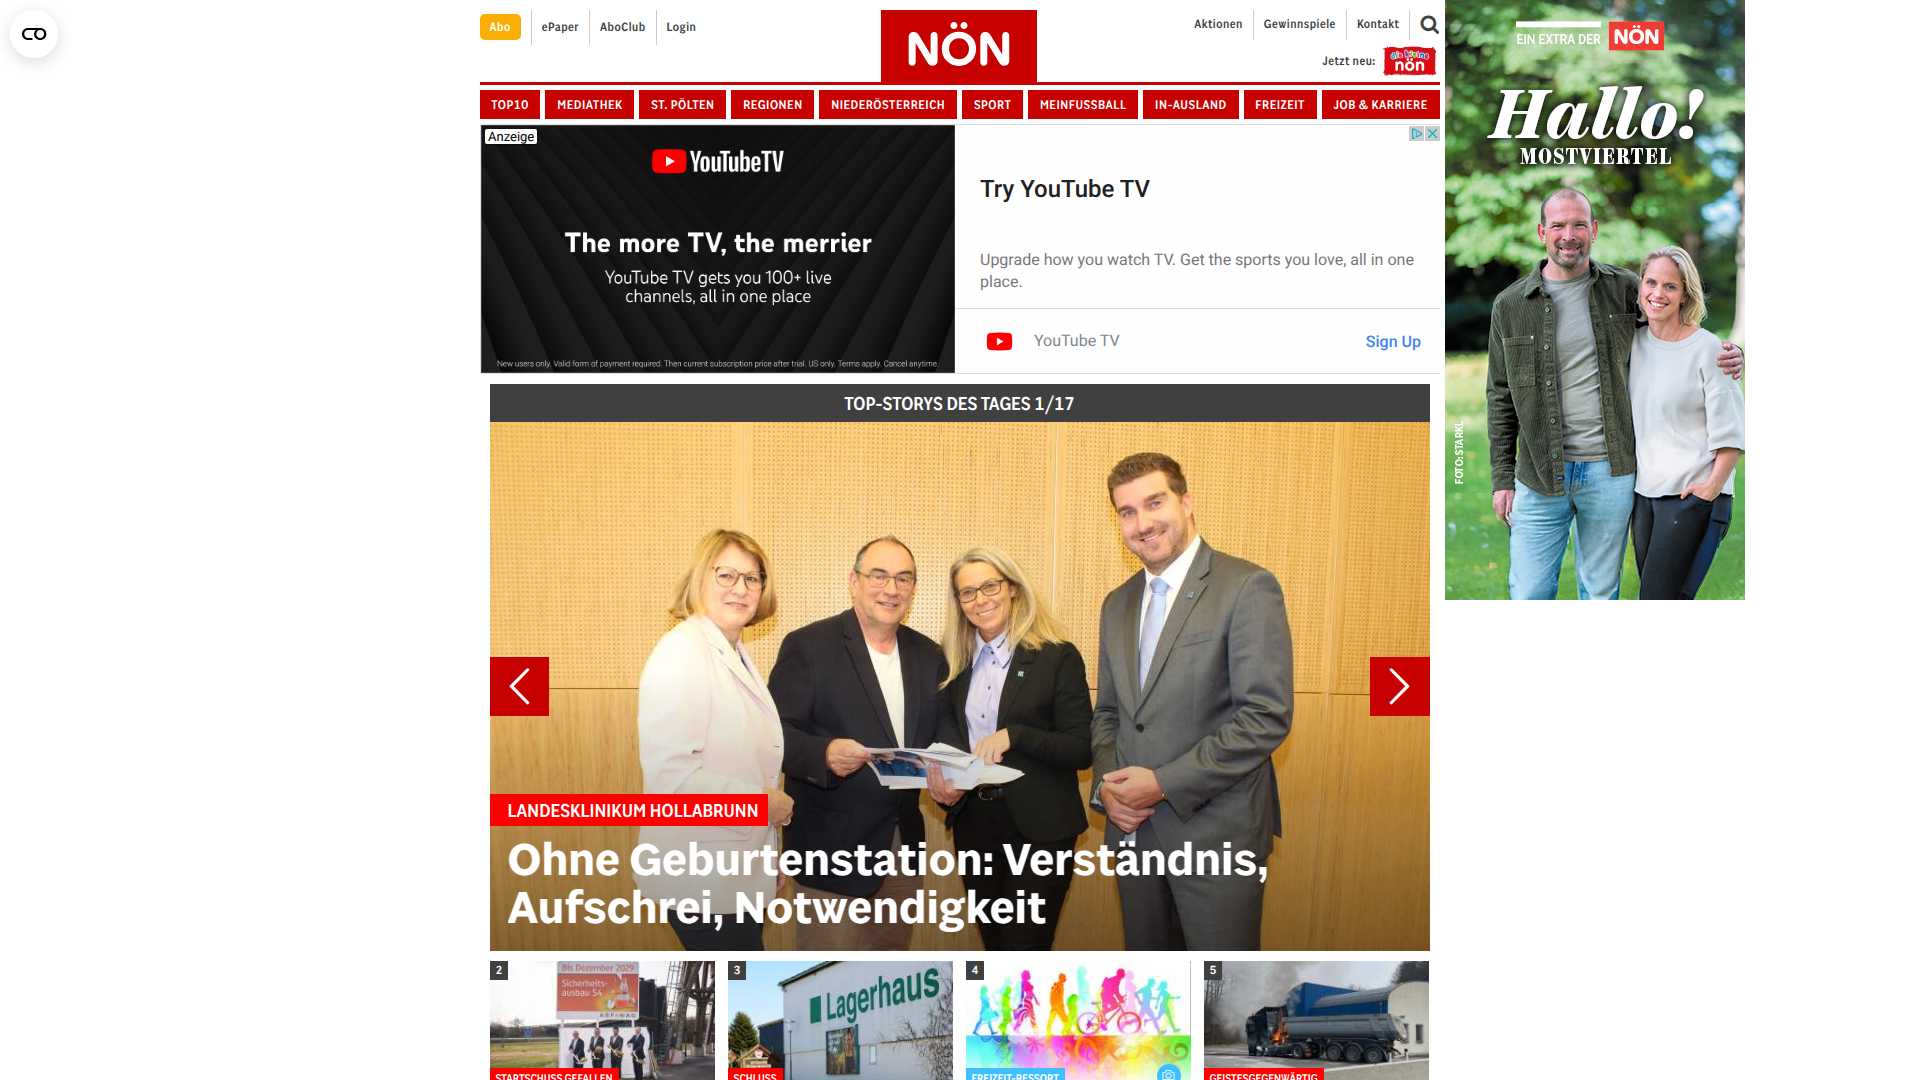 Abo
ePaper
AboClub
Login
NÖN
Aktionen
Gewinnspiele
Kontakt
Jetzt neu:
die kleine
nön
TOP10
MEDIATHEK
ST. PÖLTEN
REGIONEN
NIEDERÖSTERREICH
SPORT
MEINFUSSBALL
IN-AUSLAND
FREIZEIT
JOB & KARRIERE
Anzeige
YouTubeTV
The more TV, the merrier
YouTube TV gets you 100+ live
channels, all in one place
New users only. Valid form of payment required. Then current subscription price after trial. US only. Terms apply. Cancel anytime.
Try YouTube TV
Upgrade how you watch TV. Get the sports you love, all in one
place.
YouTube TV
Sign Up
EIN EXTRA DER NÖN
Hallo!
MOSTVIERTEL
FOTO: STARKL
TOP-STORYS DES TAGES 1/17
LANDESKLINIKUM HOLLABRUNN
Ohne Geburtenstation: Verständnis,
Aufschrei, Notwendigkeit
2
Bis Dezember 2029
Sicherheits-
ausbau S4
ASFINAG
STARTSCHUSS GEFALLEN
3
Lagerhaus
SCHLUSS
4
FREIZEIT-RESSORT
5
GEISTESGEGENWÄRTIG